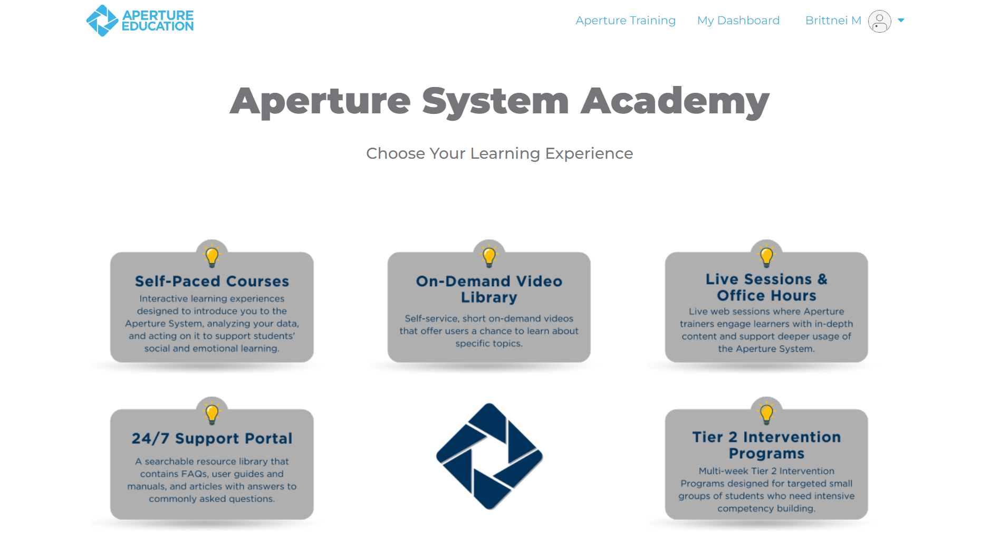 APERTURE
EDUCATION
Aperture Training
My Dashboard
Brittnei M
Aperture System Academy
Choose Your Learning Experience
Self-Paced Courses
Interactive learning experiences
designed to introduce you to the
Aperture System, analyzing your data,
and acting on it to support students'
social and emotional learning.
On-Demand Video
Library
Self-service, short on-demand videos
that offer users a chance to learn about
specific topics.
Live Sessions &
Office Hours
Live web sessions where Aperture
trainers engage learners with in-depth
content and support deeper usage of
the Aperture System.
24/7 Support Portal
A searchable resource library that
contains FAQs, user guides and
manuals, and articles with answers to
commonly asked questions.
Tier 2 Intervention
Programs
Multi-week Tier 2 Intervention
Programs designed for targeted small
groups of students who need intensive
competency building.